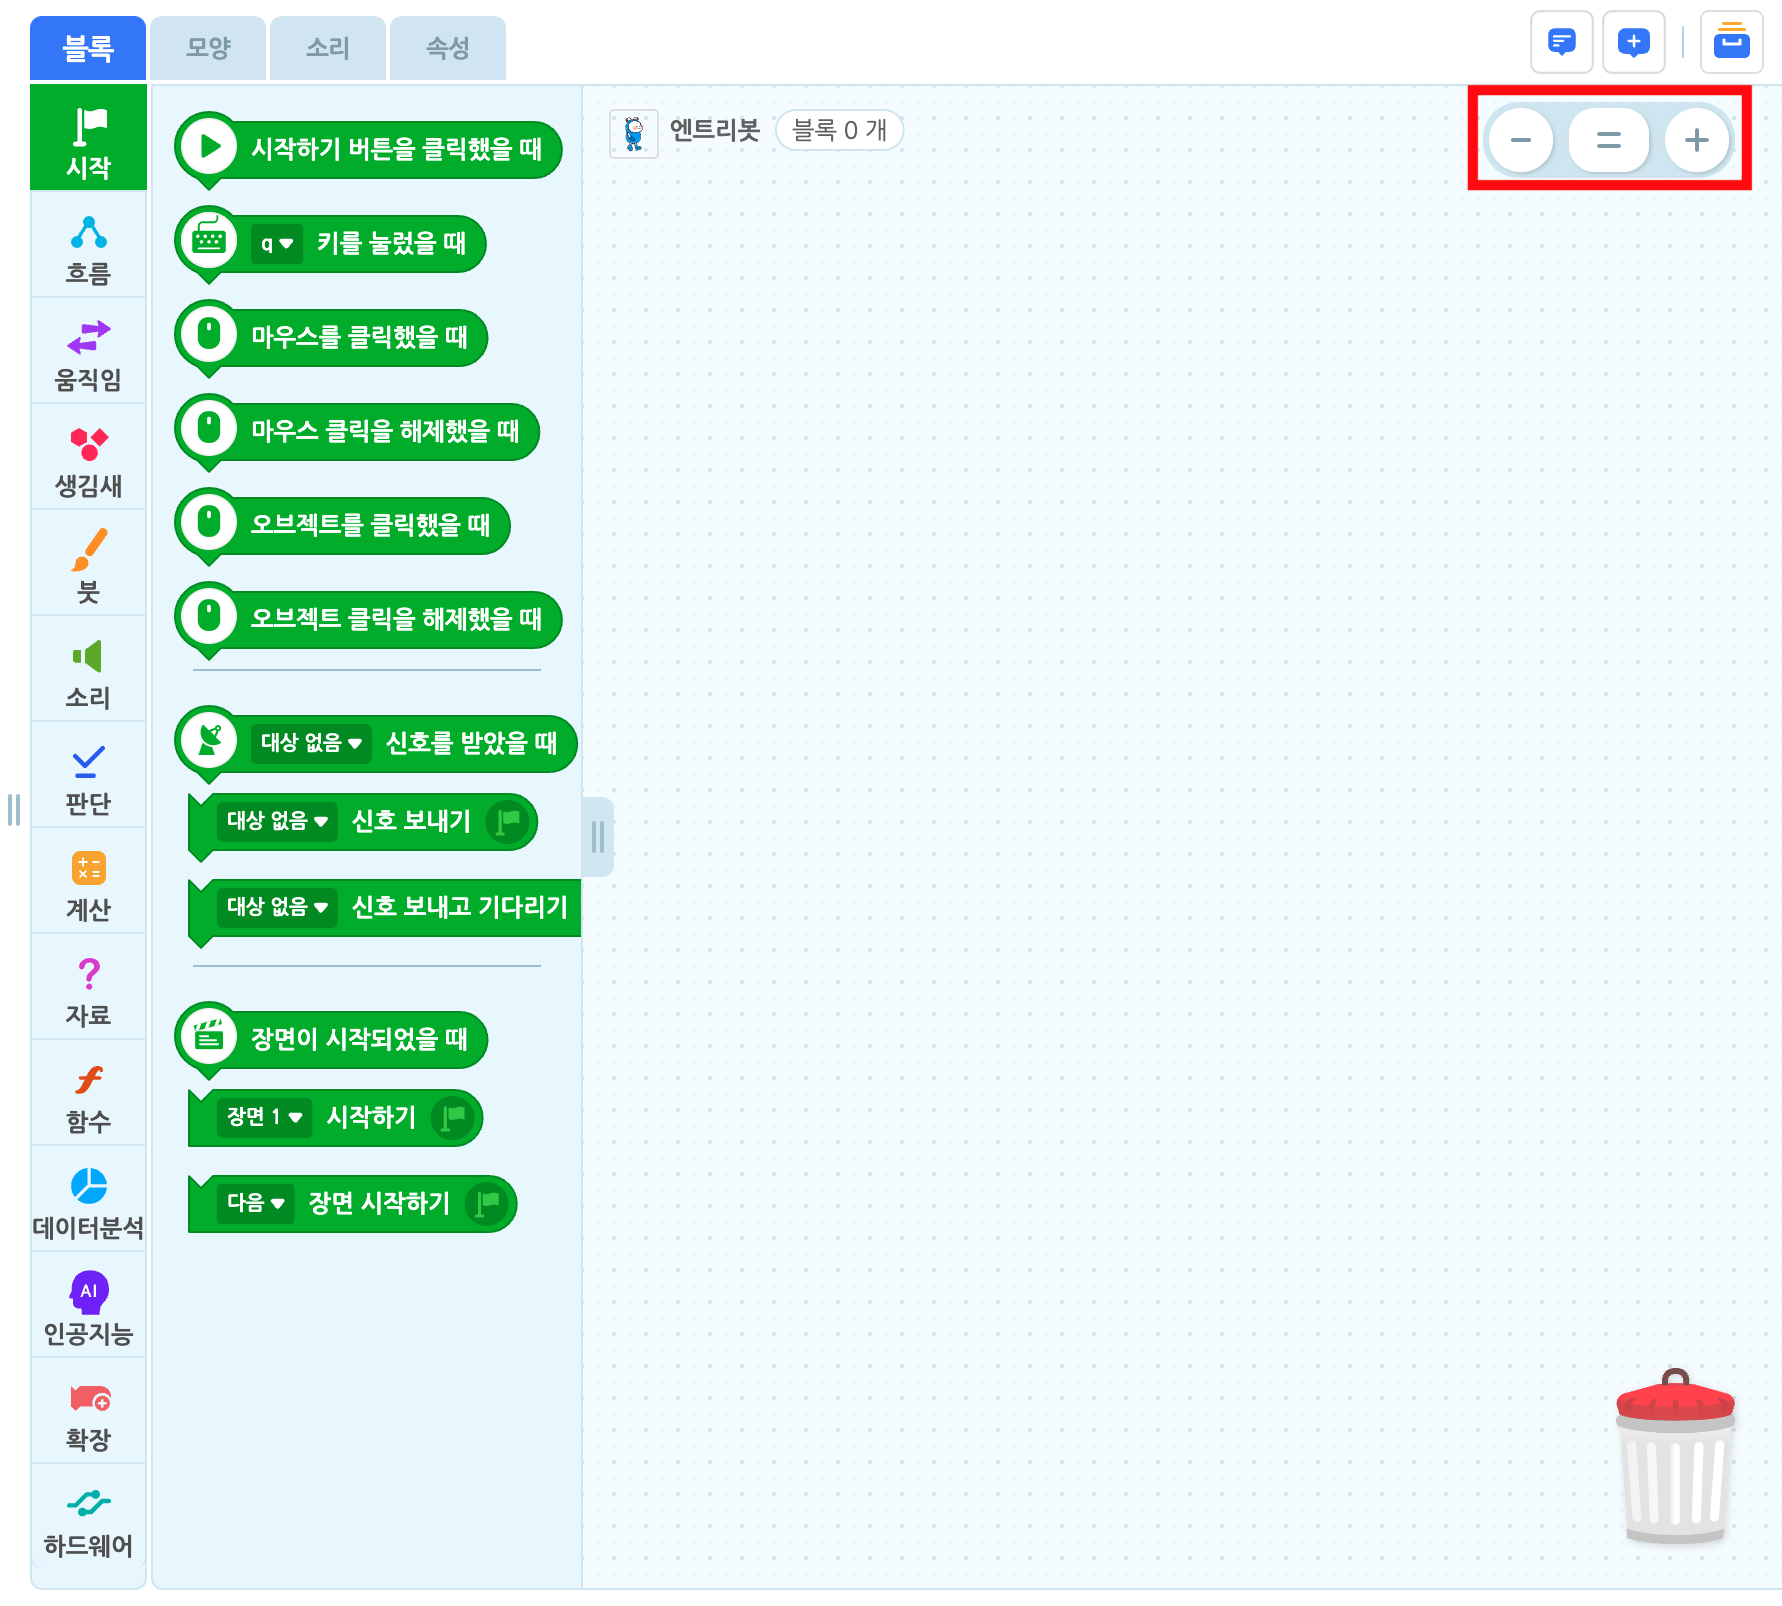 블록 모양 소리 속성
시작
흐름
움직임
생김새
붓
소리
판단
계산
자료
함수
데이터분석
AI
인공지능
확장
하드웨어
시작하기 버튼을 클릭했을 때
q 키를 눌렀을 때
마우스를 클릭했을 때
마우스 클릭을 해제했을 때
오브젝트를 클릭했을 때
오브젝트 클릭을 해제했을 때
대상 없음 신호를 받았을 때
대상 없음 신호 보내기
대상 없음 신호 보내고 기다리기
장면이 시작되었을 때
장면 1 시작하기
다음 장면 시작하기
엔트리봇 블록 0 개
− = +